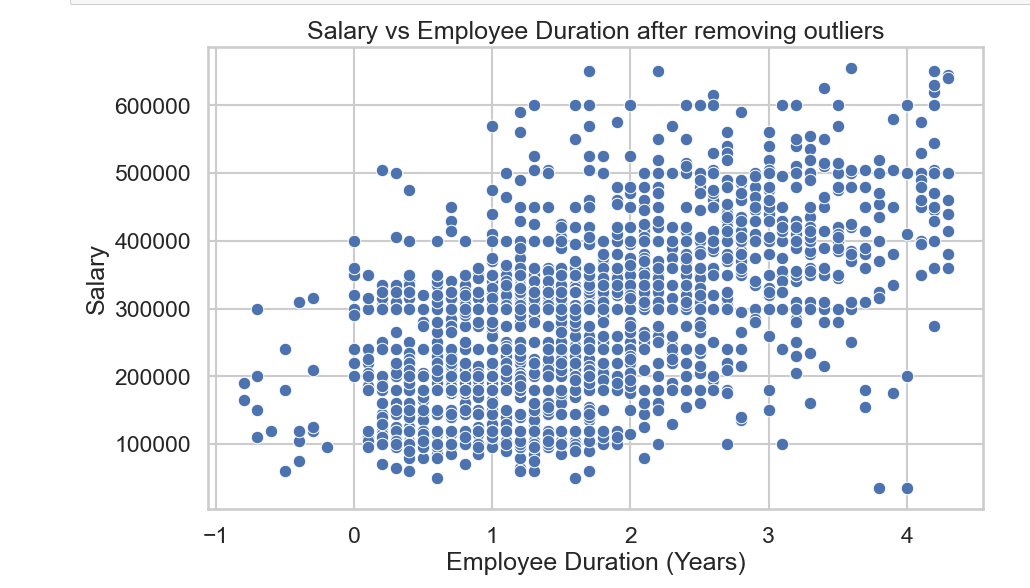 Salary vs Employee Duration after removing outliers
600000
500000
400000
300000
200000
100000
Salary
−1 0 1 2 3 4
Employee Duration (Years)